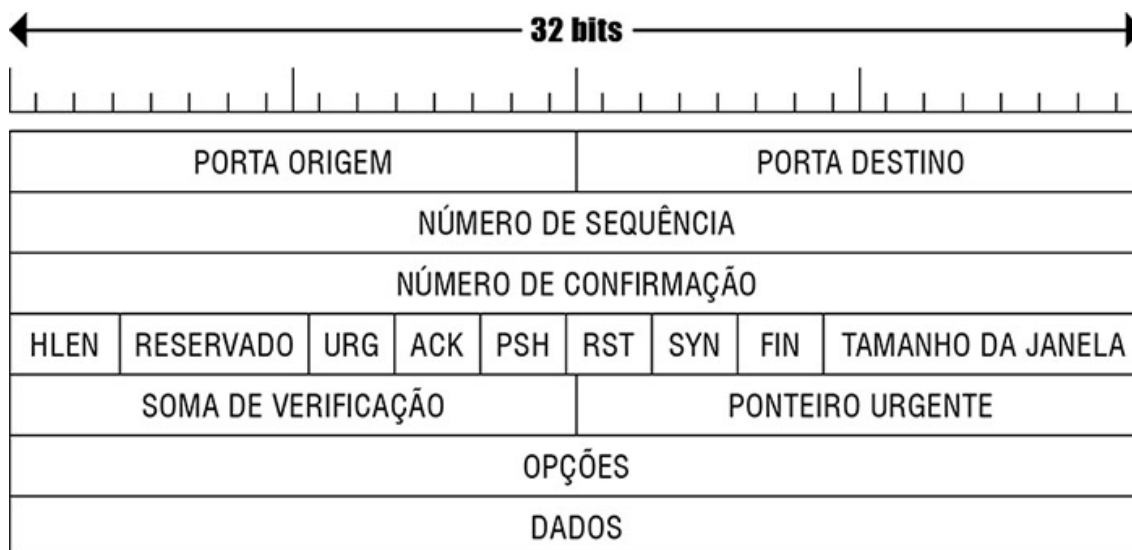 32 bits
PORTA ORIGEM PORTA DESTINO
NÚMERO DE SEQUÊNCIA
NÚMERO DE CONFIRMAÇÃO
HLEN RESERVADO URG ACK PSH RST SYN FIN TAMANHO DA JANELA
SOMA DE VERIFICAÇÃO PONTEIRO URGENTE
OPÇÕES
DADOS